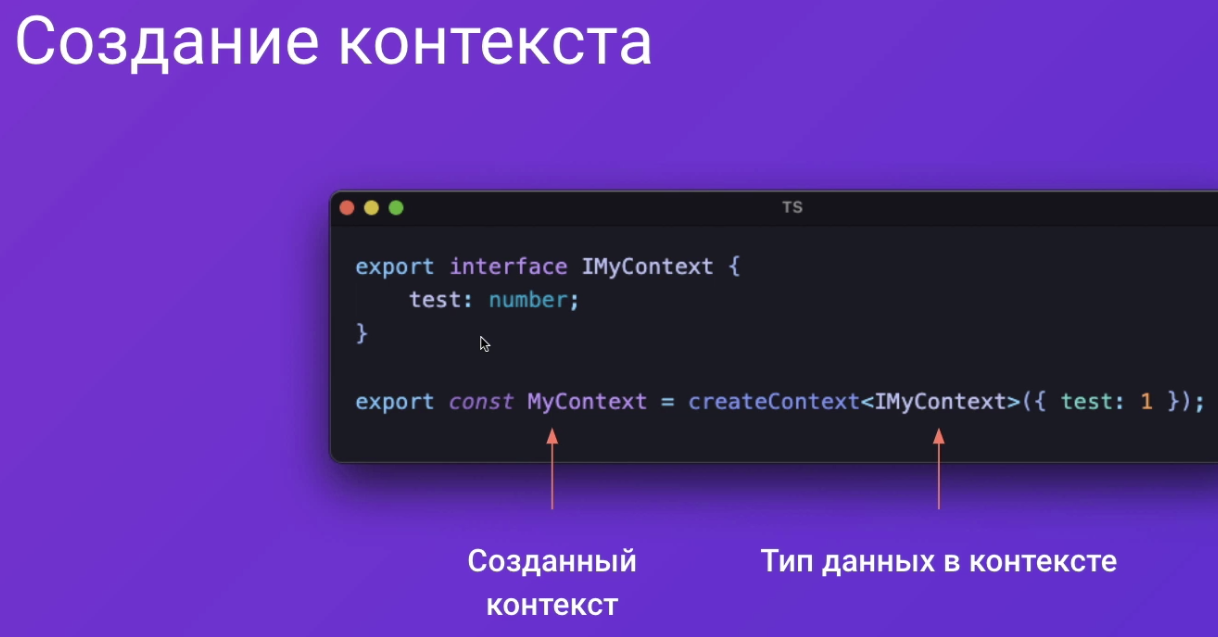 Создание контекста
TS
export interface IMyContext {
    test: number;
}
export const MyContext = createContext<IMyContext>({ test: 1 });
Созданный
контекст
Тип данных в контексте